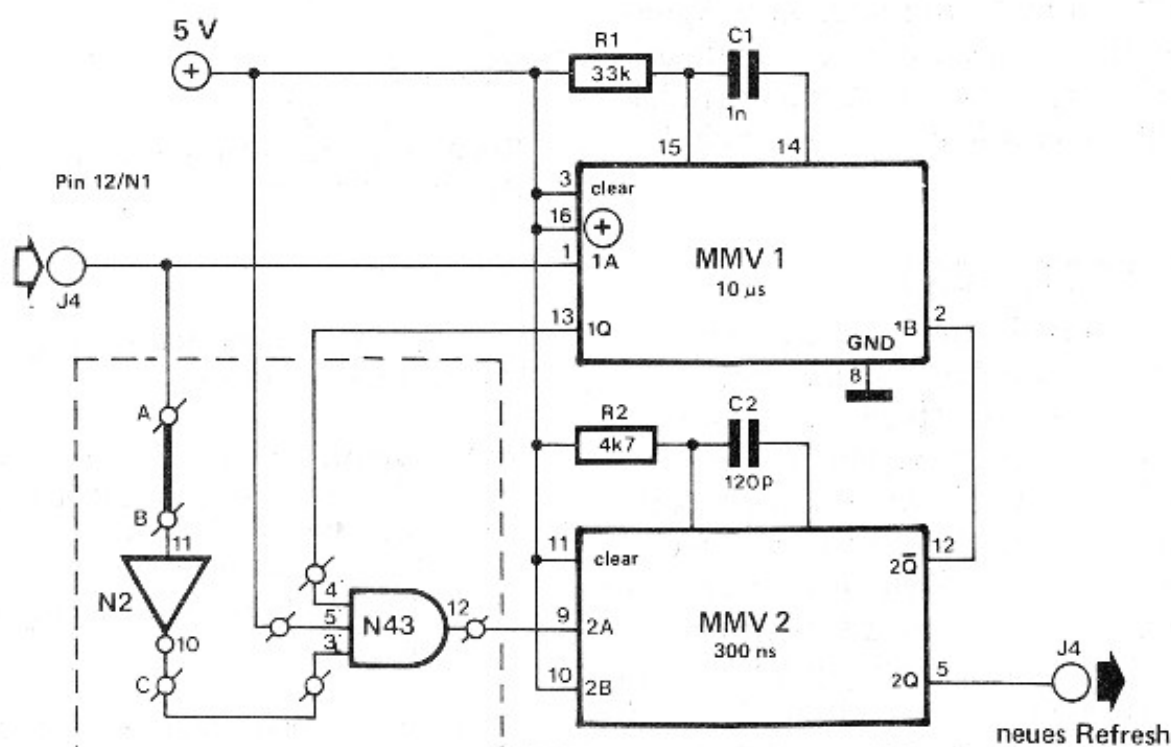 5 V
+
R1
33k
C1
1n
15
14
Pin 12/N1
3
clear
16
+
1
1A
MMV 1
10 µs
J4
13
1Q
2
1B
GND
8
A
R2
4k7
C2
120p
B
11
11
clear
12
2Q̅
4
N2
5
N43
12
9
2A
MMV 2
300 ns
10
3
J4
C
10
2B
2Q
5
neues Refresh